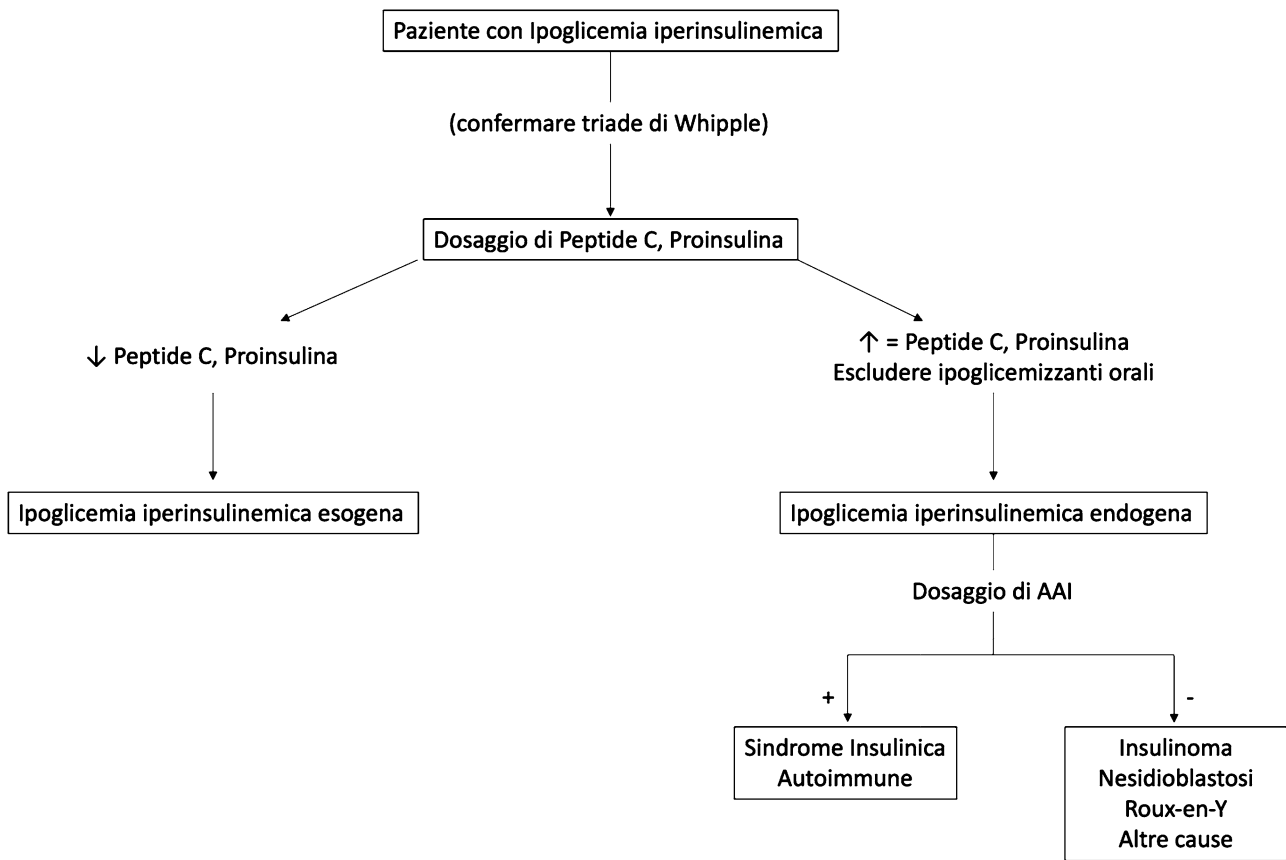 Paziente con Ipoglicemia iperinsulinemica
(confermare triade di Whipple)
Dosaggio di Peptide C, Proinsulina
↓ Peptide C, Proinsulina
↑ = Peptide C, Proinsulina
Escludere ipoglicemizzanti orali
Ipoglicemia iperinsulinemica esogena
Ipoglicemia iperinsulinemica endogena
Dosaggio di AAI
+
-
Sindrome Insulinica
Autoimmune
Insulinoma
Nesidioblastosi
Roux-en-Y
Altre cause